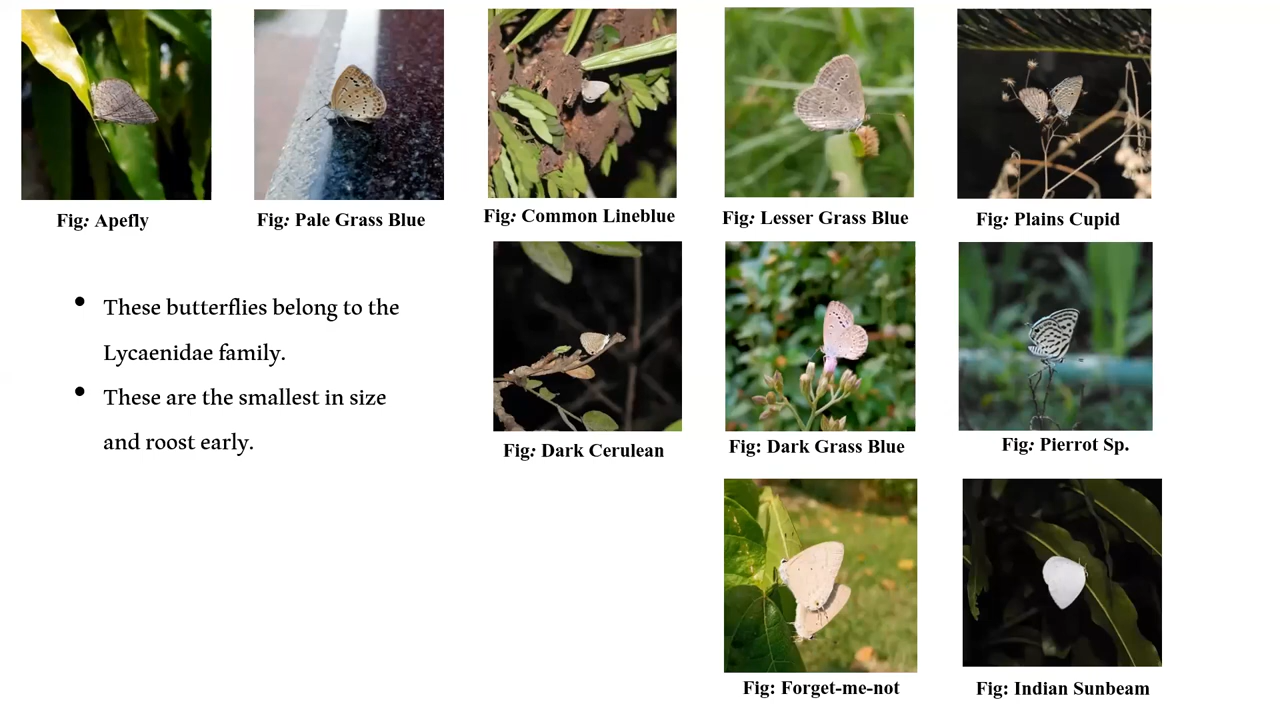 Fig: Apefly
Fig: Pale Grass Blue
Fig: Common Lineblue
Fig: Lesser Grass Blue
Fig: Plains Cupid
• These butterflies belong to the
Lycaenidae family.
• These are the smallest in size
and roost early.
Fig: Dark Cerulean
Fig: Dark Grass Blue
Fig: Pierrot Sp.
Fig: Forget-me-not
Fig: Indian Sunbeam